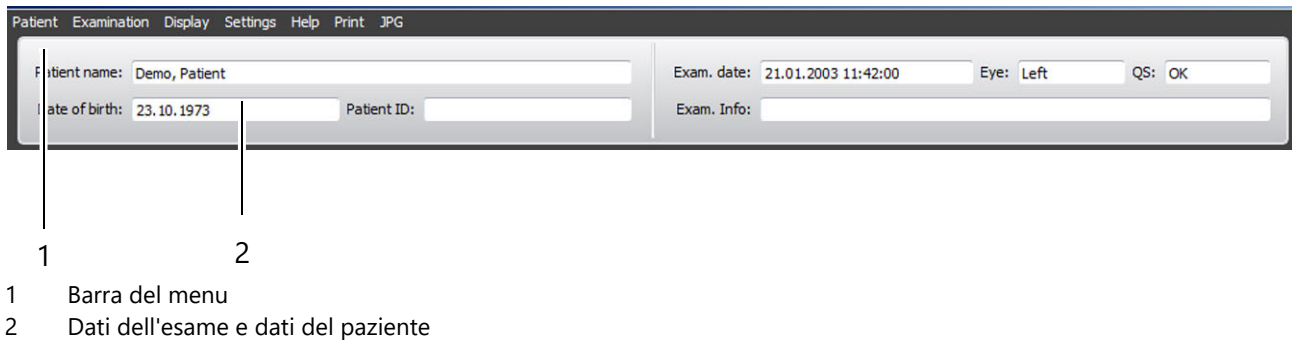 Patient Examination Display Settings Help Print JPG
Patient name: Demo, Patient Exam. date: 21.01.2003 11:42:00 Eye: Left QS: OK
Date of birth: 23.10.1973 Patient ID: Exam. Info:
1 2
1 Barra del menu
2 Dati dell'esame e dati del paziente